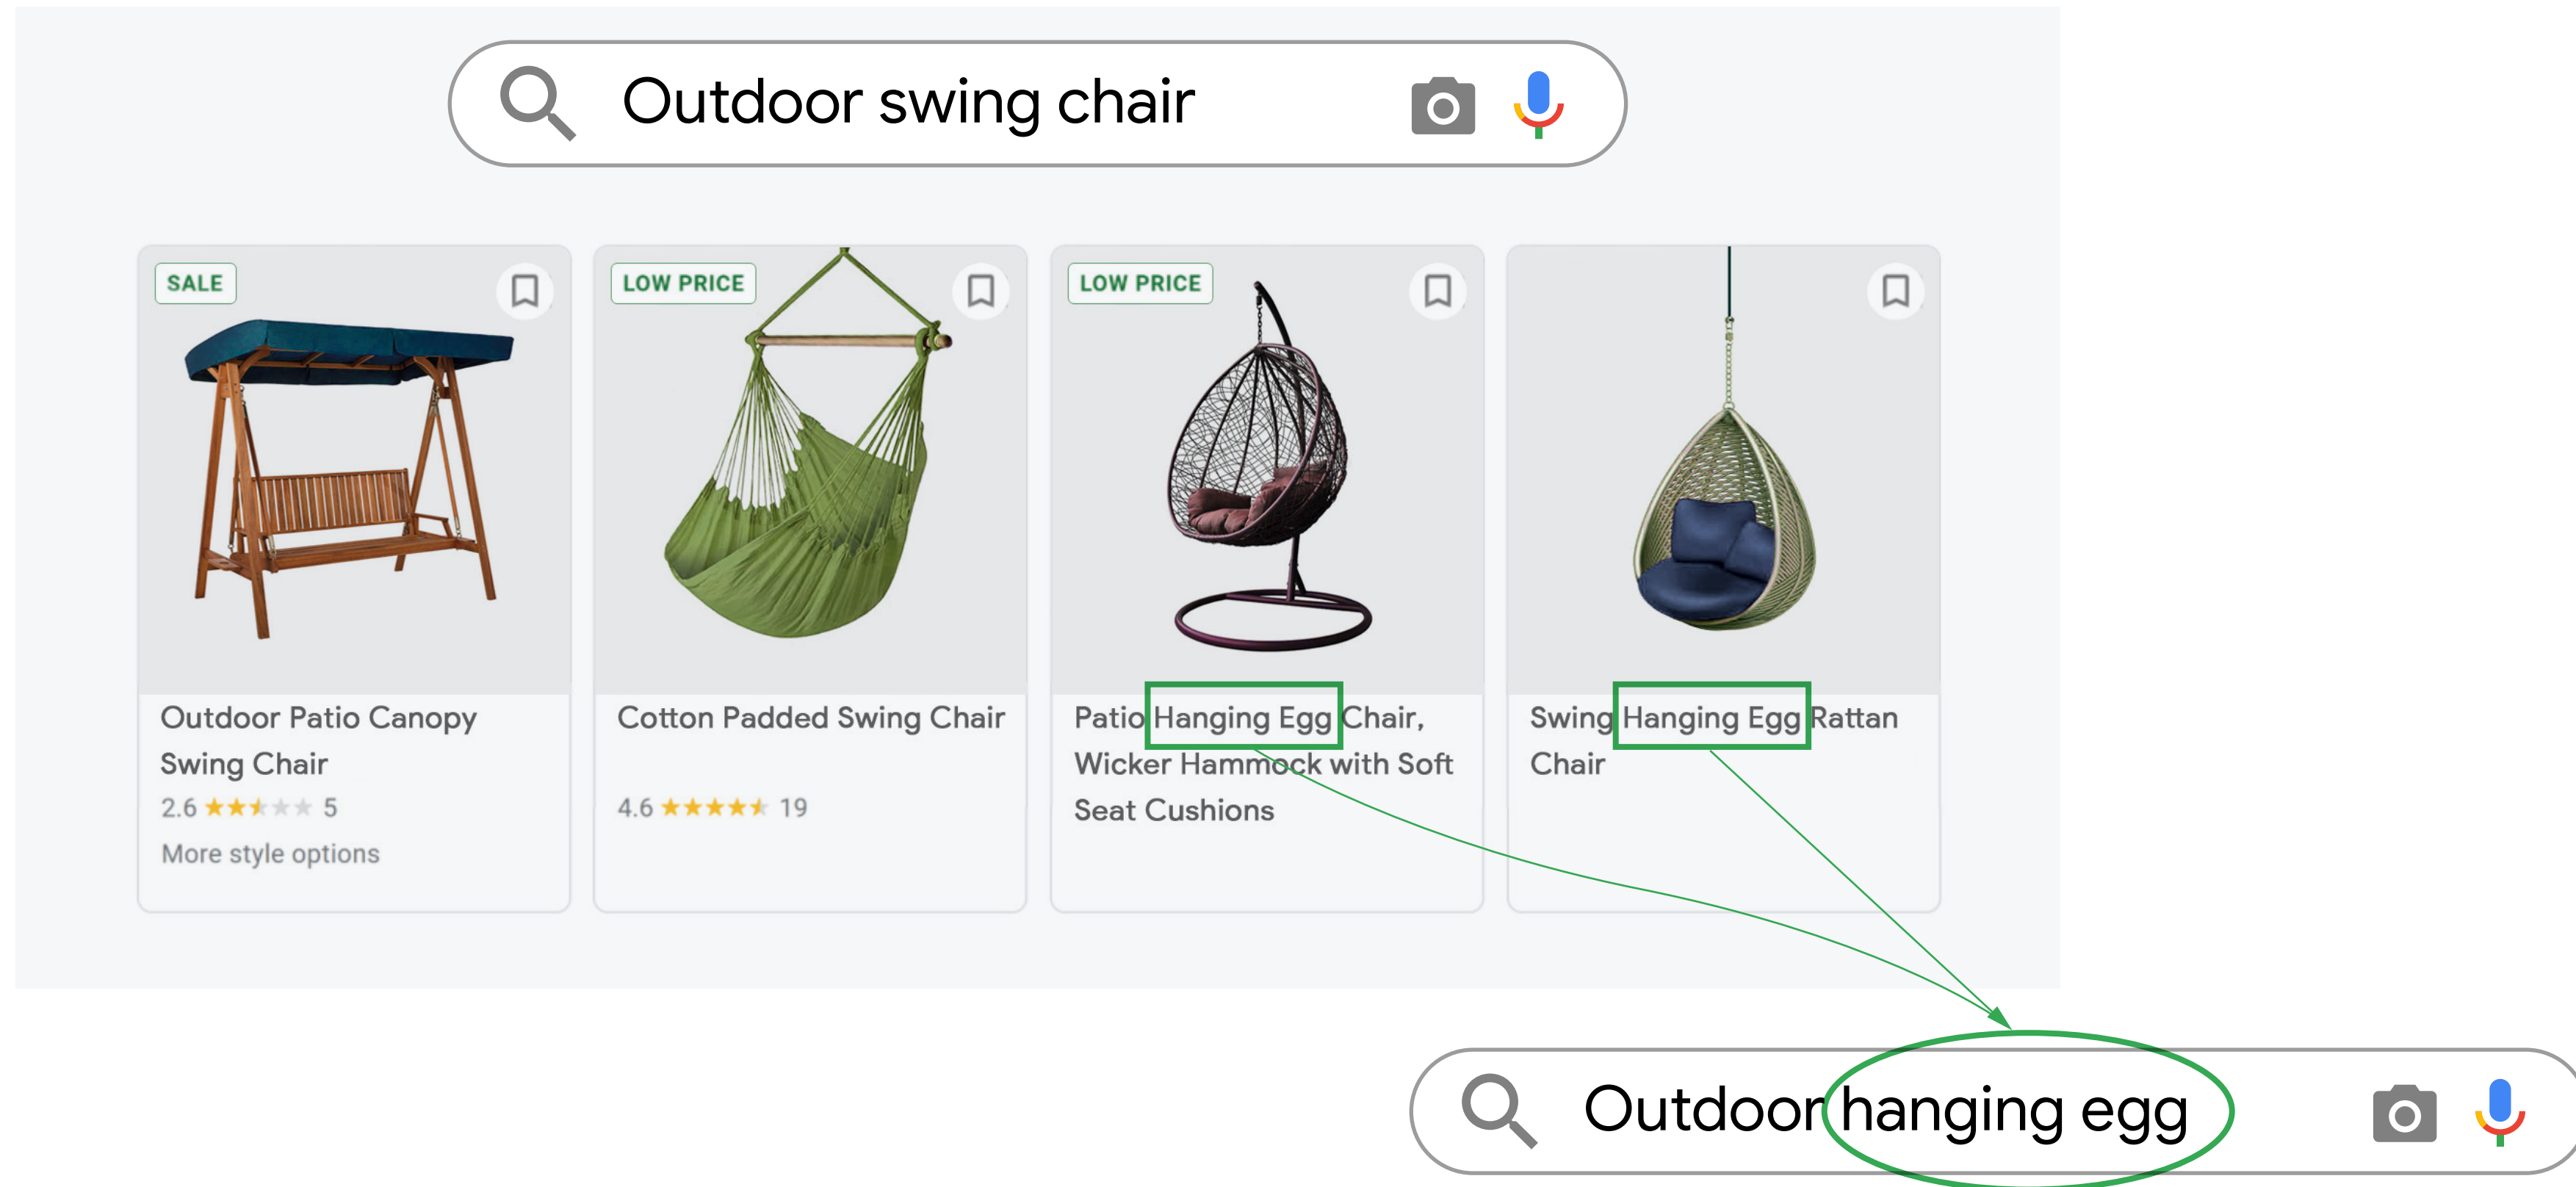 Outdoor swing chair
SALE
LOW PRICE
LOW PRICE
Outdoor Patio Canopy
Swing Chair
2.6
5
More style options
Cotton Padded Swing Chair
4.6
19
Patio Hanging Egg Chair,
Wicker Hammock with Soft
Seat Cushions
Swing Hanging Egg Rattan
Chair
Outdoor hanging egg